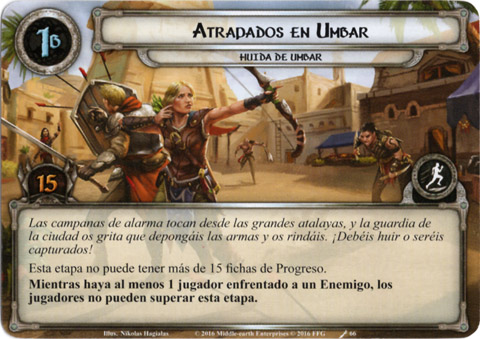 1B
Atrapados en Umbar
Huida de Umbar
15
Las campanas de alarma tocan desde las grandes atalayas, y la guardia de
la ciudad os grita que depongáis las armas y os rindáis. ¡Debéis huir o seréis
capturados!
Esta etapa no puede tener más de 15 fichas de Progreso.
Mientras haya al menos 1 jugador enfrentado a un Enemigo, los
jugadores no pueden superar esta etapa.
Illus. Nikolas Hagialas © 2016 Middle-earth Enterprises © 2016 FFG 66